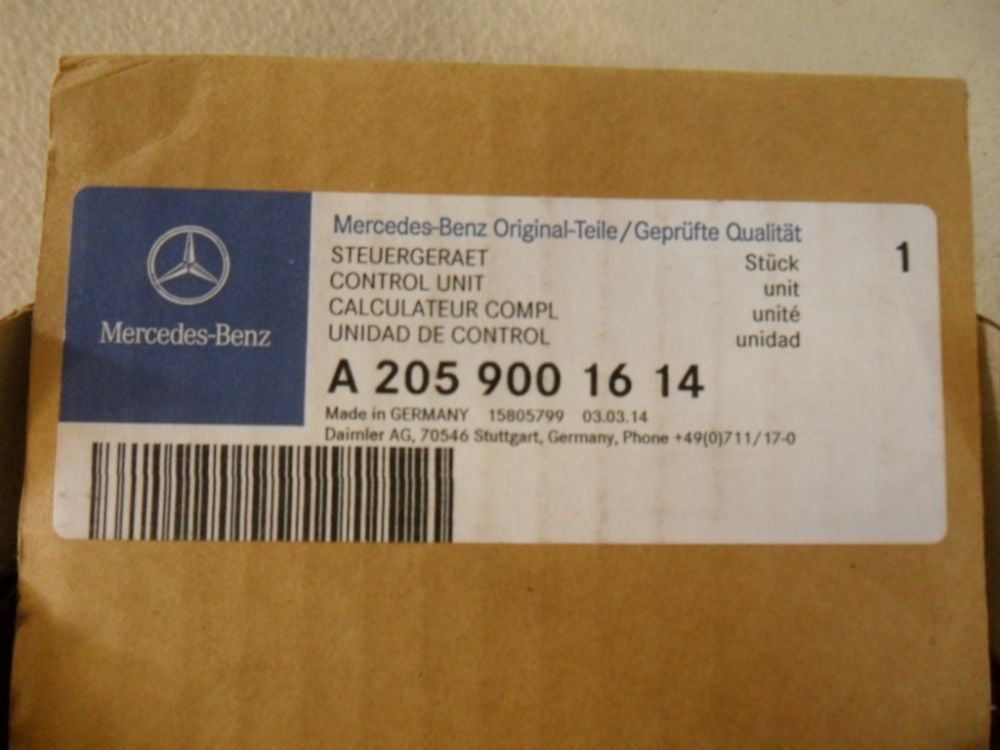 Mercedes-Benz
Mercedes-Benz Original-Teile/Geprüfte Qualität
STEUERGERAET Stück 1
CONTROL UNIT unit
CALCULATEUR COMPL unité
UNIDAD DE CONTROL unidad
A 205 900 16 14
Made in GERMANY 15805799 03.03.14
Daimler AG, 70546 Stuttgart, Germany, Phone +49(0)711/17-0